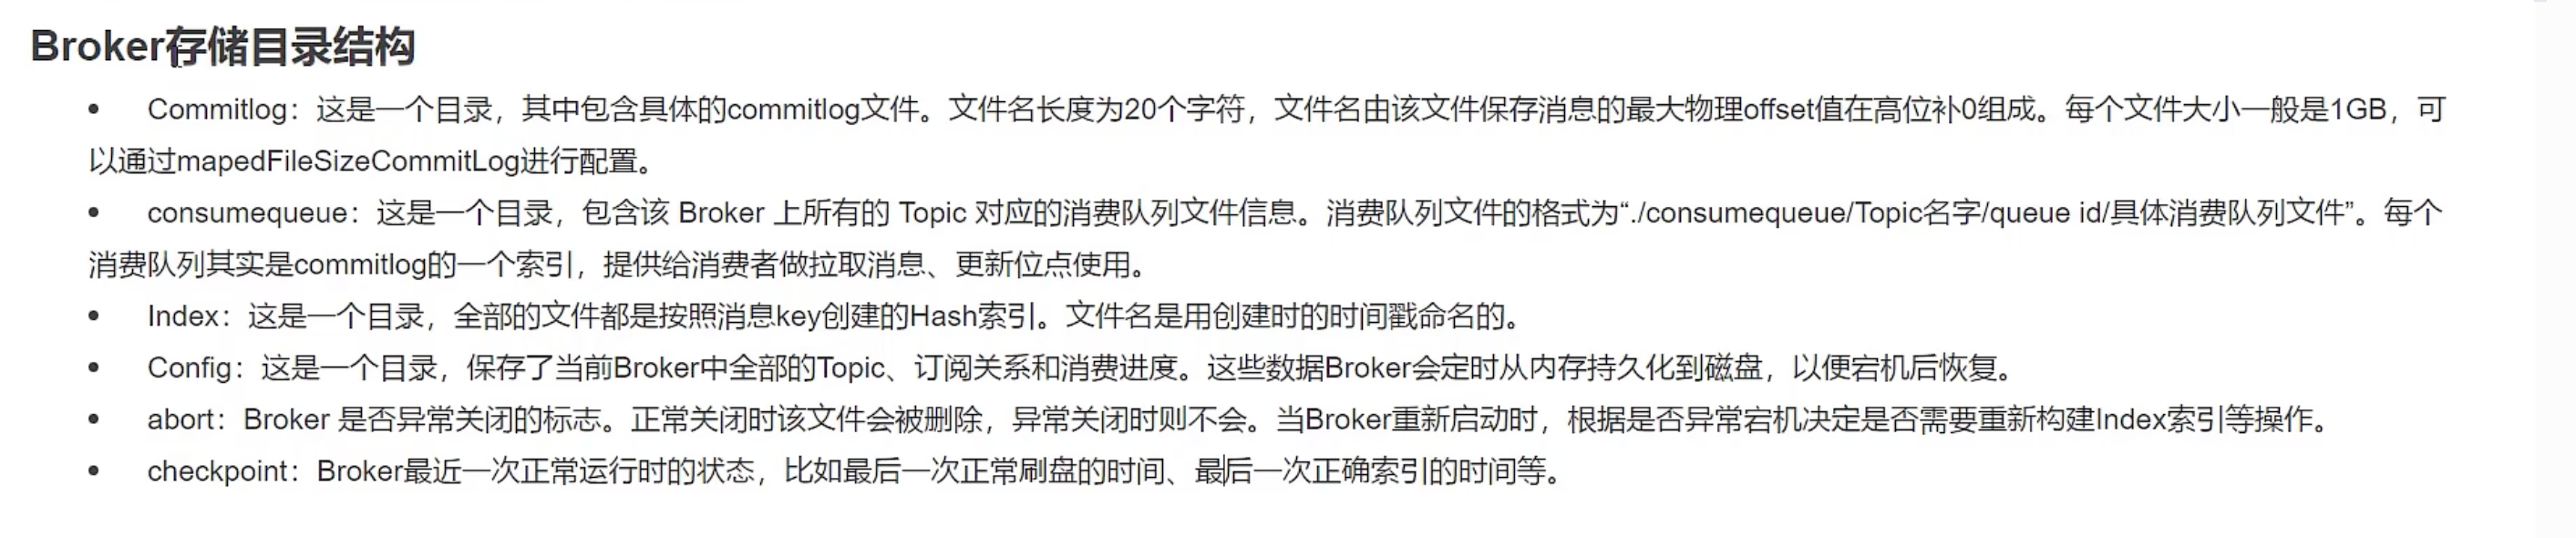 Broker存储目录结构
• Commitlog：这是一个目录，其中包含具体的commitlog文件。文件名长度为20个字符，文件名由该文件保存消息的最大物理offset值在高位补0组成。每个文件大小一般是1GB，可
以通过mapedFileSizeCommitLog进行配置。
• consumequeue：这是一个目录，包含该 Broker 上所有的 Topic 对应的消费队列文件信息。消费队列文件的格式为“./consumequeue/Topic名字/queue id/具体消费队列文件”。每个
消费队列其实是commitlog的一个索引，提供给消费者做拉取消息、更新位点使用。
• Index：这是一个目录，全部的文件都是按照消息key创建的Hash索引。文件名是用创建时的时间戳命名的。
• Config：这是一个目录，保存了当前Broker中全部的Topic、订阅关系和消费进度。这些数据Broker会定时从内存持久化到磁盘，以便宕机后恢复。
• abort：Broker 是否异常关闭的标志。正常关闭时该文件会被删除，异常关闭时则不会。当Broker重新启动时，根据是否异常宕机决定是否需要重新构建Index索引等操作。
• checkpoint：Broker最近一次正常运行时的状态，比如最后一次正常刷盘的时间、最后一次正确索引的时间等。